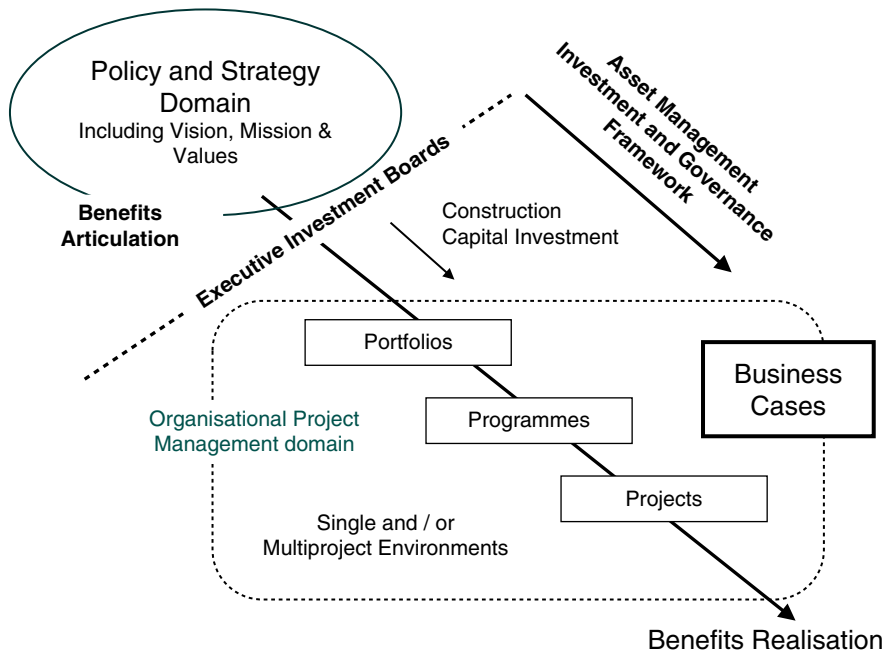 Policy and Strategy
Domain
Including Vision, Mission &
Values
Benefits
Articulation
Executive Investment Boards
Asset Management
Investment and Governance
Framework
Construction
Capital Investment
Portfolios
Business
Cases
Programmes
Organisational Project
Management domain
Projects
Single and / or
Multiproject Environments
Benefits Realisation